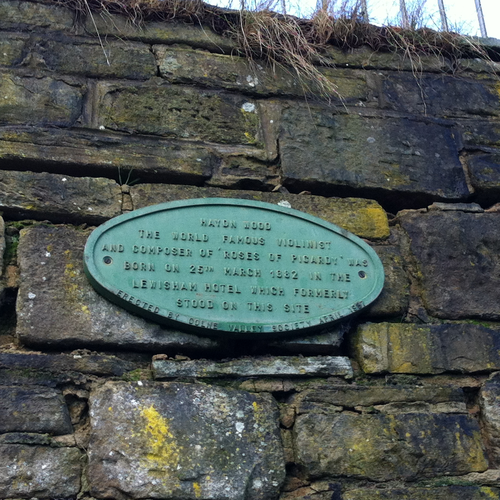 HAYDN WOOD
THE WORLD FAMOUS VIOLINIST
AND COMPOSER OF "ROSES OF PICARDY" WAS
BORN ON 25TH MARCH 1882 IN THE
LEWISHAM HOTEL WHICH FORMERLY
STOOD ON THIS SITE
ERECTED BY COLNE VALLEY SOCIETY APRIL